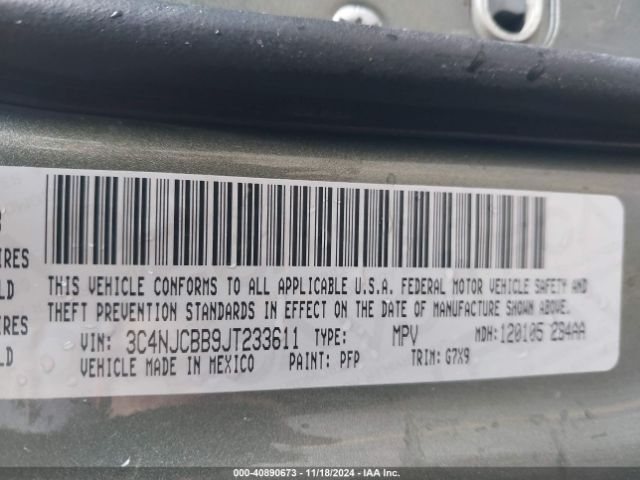 IRES
LD
IRES
LD
THIS VEHICLE CONFORMS TO ALL APPLICABLE U.S.A. FEDERAL MOTOR VEHICLE SAFETY AND
THEFT PREVENTION STANDARDS IN EFFECT ON THE DATE OF MANUFACTURE SHOWN ABOVE.
VIN: 3C4NJCBB9JT233611 TYPE: MPV MDH: 120105 2B4AA
VEHICLE MADE IN MEXICO PAINT: PFP TRIM: G7X9
000-40890673 - 11/18/2024 - IAA Inc.